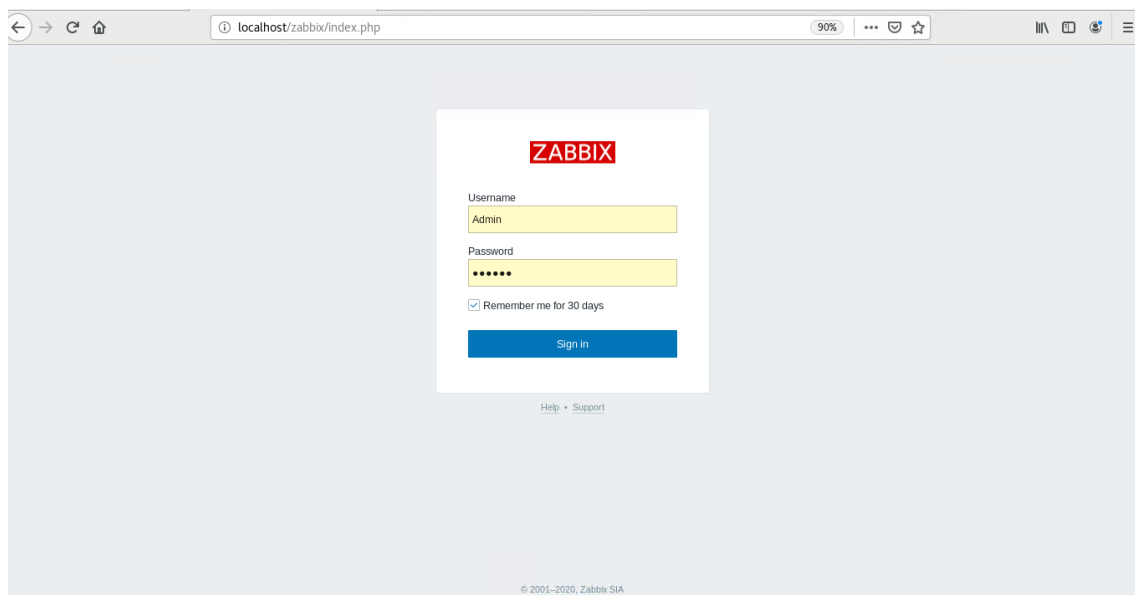 localhost/zabbix/index.php
90%
ZABBIX
Username
Admin
Password
••••••
Remember me for 30 days
Sign in
Help • Support
© 2001–2020, Zabbix SIA